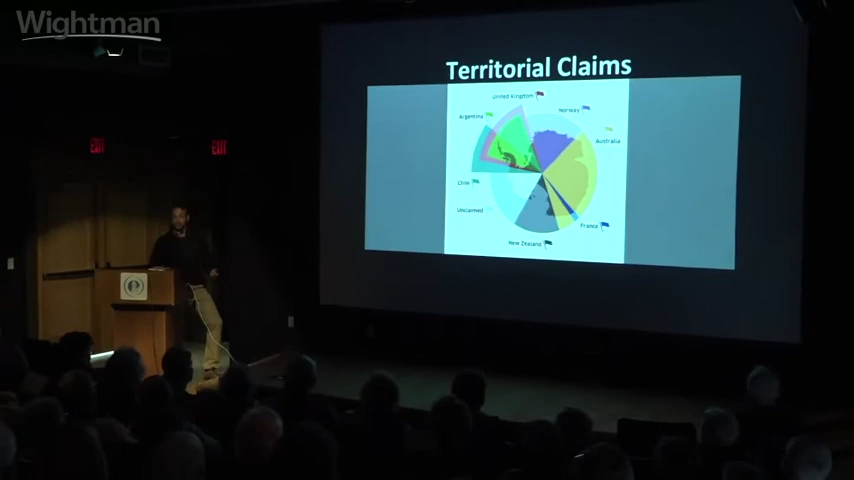 Wightman
Territorial Claims
United Kingdom
Norway
Argentina
Australia
Chile
Unclaimed
France
New Zealand
EXIT
EXIT